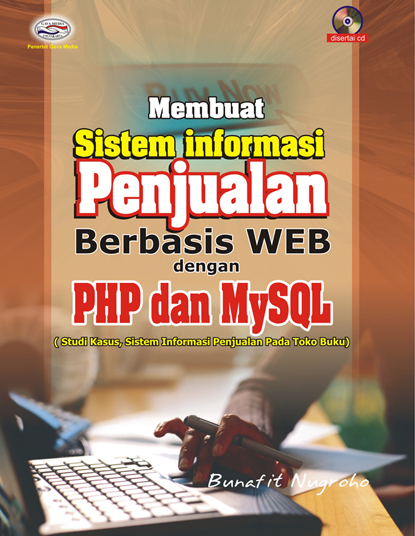 Penerbit Gava Media
disertai cd
Membuat
Sistem informasi
Penjualan
Berbasis WEB
dengan
PHP dan MySQL
( Studi Kasus, Sistem Informasi Penjualan Pada Toko Buku)
Bunafit Nugroho